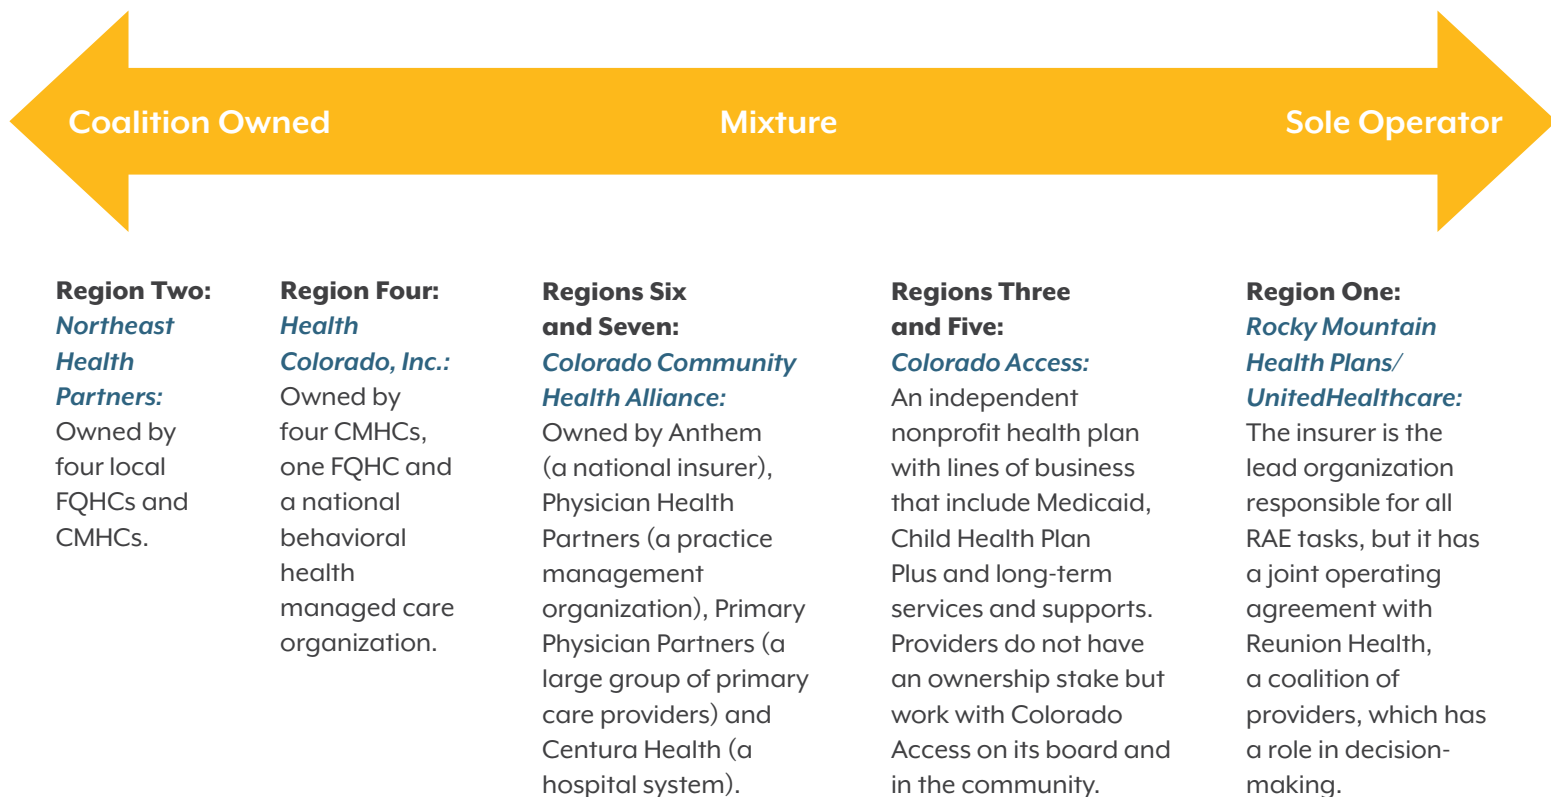 Coalition Owned
Mixture
Sole Operator
Region Two:
Northeast
Health
Partners:
Owned by
four local
FQHCs and
CMHCs.
Region Four:
Health
Colorado, Inc.:
Owned by
four CMHCs,
one FQHC and
a national
behavioral
health
managed care
organization.
Regions Six
and Seven:
Colorado Community
Health Alliance:
Owned by Anthem
(a national insurer),
Physician Health
Partners (a practice
management
organization), Primary
Physician Partners (a
large group of primary
care providers) and
Centura Health (a
hospital system).
Regions Three
and Five:
Colorado Access:
An independent
nonprofit health plan
with lines of business
that include Medicaid,
Child Health Plan
Plus and long-term
services and supports.
Providers do not have
an ownership stake but
work with Colorado
Access on its board and
in the community.
Region One:
Rocky Mountain
Health Plans/
UnitedHealthcare:
The insurer is the
lead organization
responsible for all
RAE tasks, but it has
a joint operating
agreement with
Reunion Health,
a coalition of
providers, which has
a role in decision-
making.